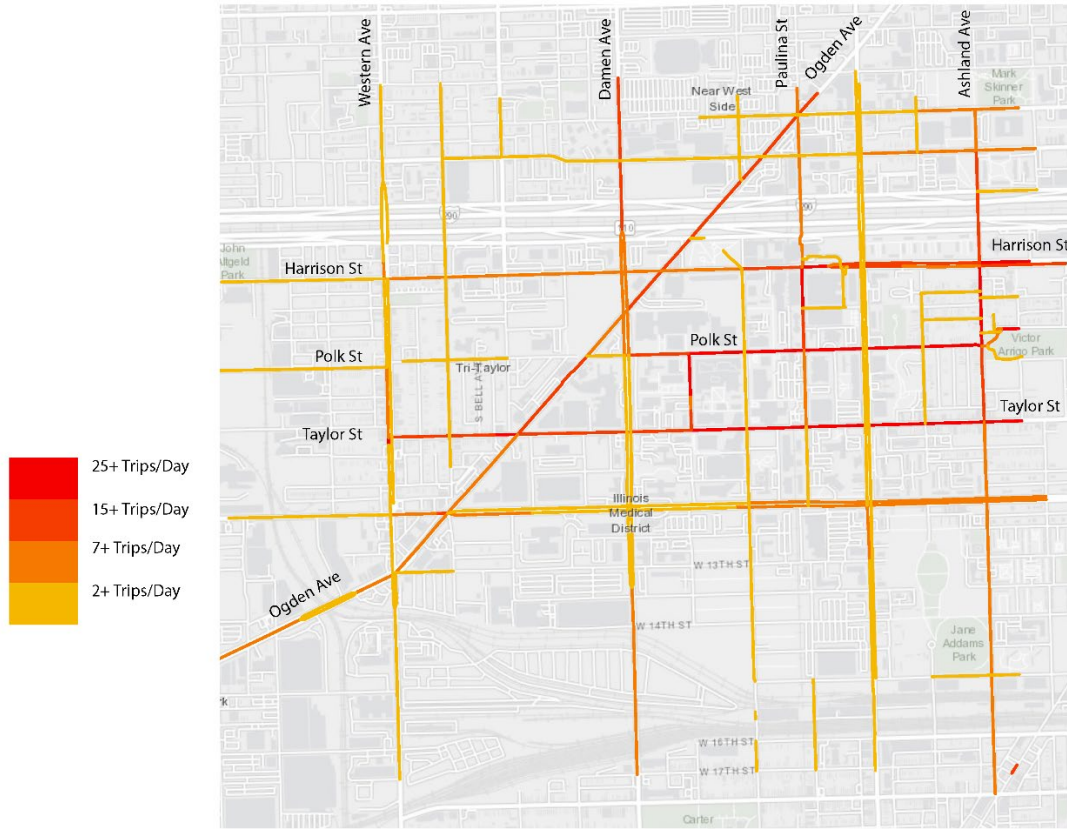 Western Ave
Damen Ave
Paulina St
Ogden Ave
Ashland Ave
Near West
Side
Mark
Skinner
Park
90
90
110
John
Altgeld
Park
Harrison St
Harrison St
Polk St
Polk St
Victor
Arrigo Park
Tri-Taylor
S BELL AVE
Taylor St
Taylor St
25+ Trips/Day
15+ Trips/Day
7+ Trips/Day
2+ Trips/Day
Illinois
Medical
District
W 13TH ST
Ogden Ave
W 14TH ST
Jane
Addams
Park
rk
W 16TH ST
W 17TH ST
Carter